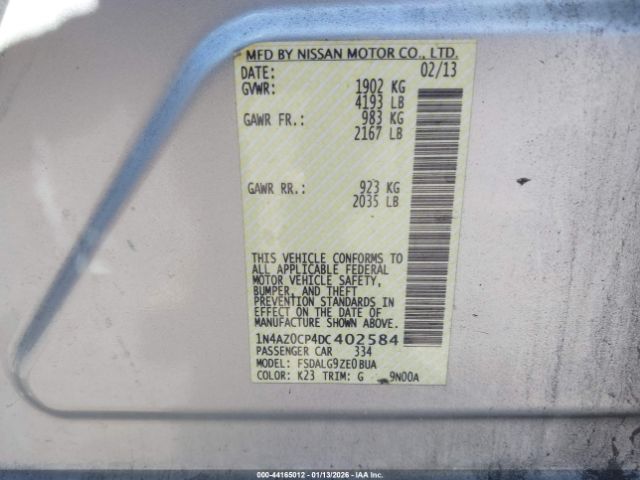 MFD BY NISSAN MOTOR CO., LTD.
DATE: 02/13
GVWR: 1902 KG
4193 LB
GAWR FR.: 983 KG
2167 LB
GAWR RR.: 923 KG
2035 LB
THIS VEHICLE CONFORMS TO
ALL APPLICABLE FEDERAL
MOTOR VEHICLE SAFETY,
BUMPER, AND THEFT
PREVENTION STANDARDS IN
EFFECT ON THE DATE OF
MANUFACTURE SHOWN ABOVE.
1N4AZ0CP4DC402584
PASSENGER CAR 334
MODEL: FSDALG9ZE0BUA
COLOR: K23 TRIM: G 9N00A
000-44165012 - 01/13/2026 - IAAI.COM